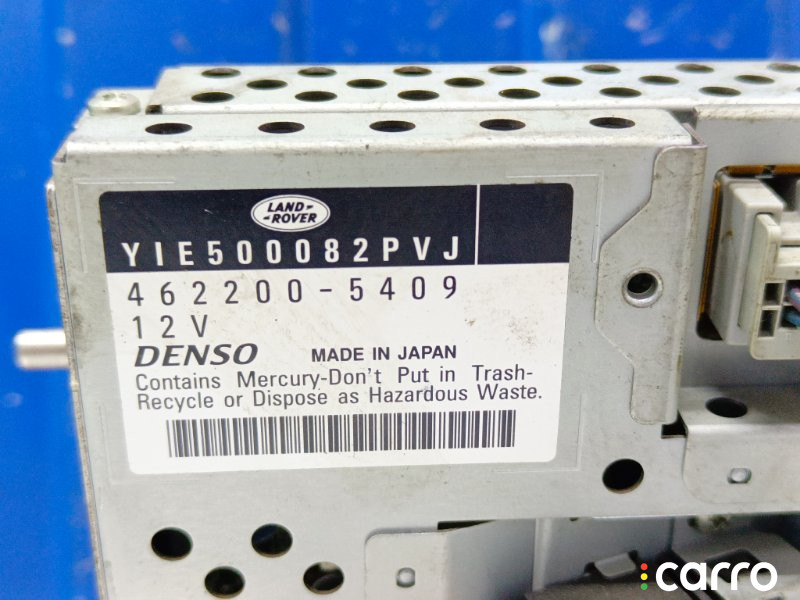 LAND-
-ROVER
YIE500082PVJ
462200-5409
12V
DENSO MADE IN JAPAN
Contains Mercury-Don't Put in Trash-
Recycle or Dispose as Hazardous Waste.
carro